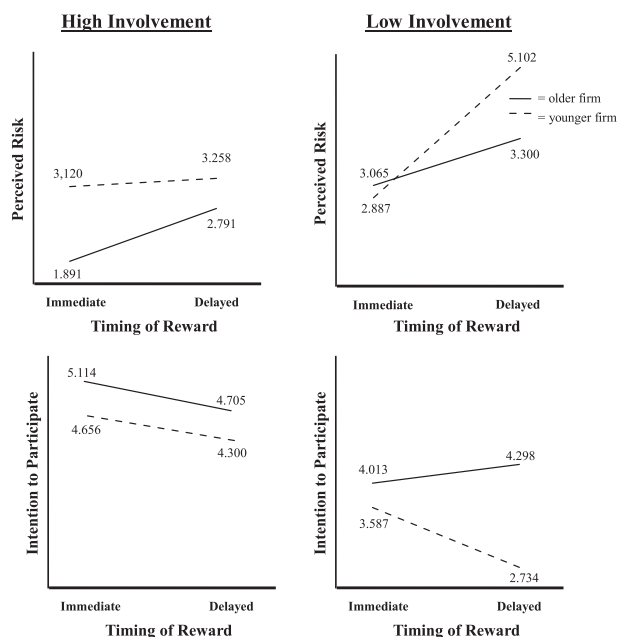 High Involvement
Low Involvement
Perceived Risk
3,120
3.258
1.891
2.791
Immediate
Delayed
Timing of Reward
Perceived Risk
5.102
= older firm
= younger firm
3.065
2.887
3.300
Immediate
Delayed
Timing of Reward
Intention to Participate
5.114
4.705
4.656
4.300
Immediate
Delayed
Timing of Reward
Intention to Participate
4.013
4.298
3.587
2.734
Immediate
Delayed
Timing of Reward